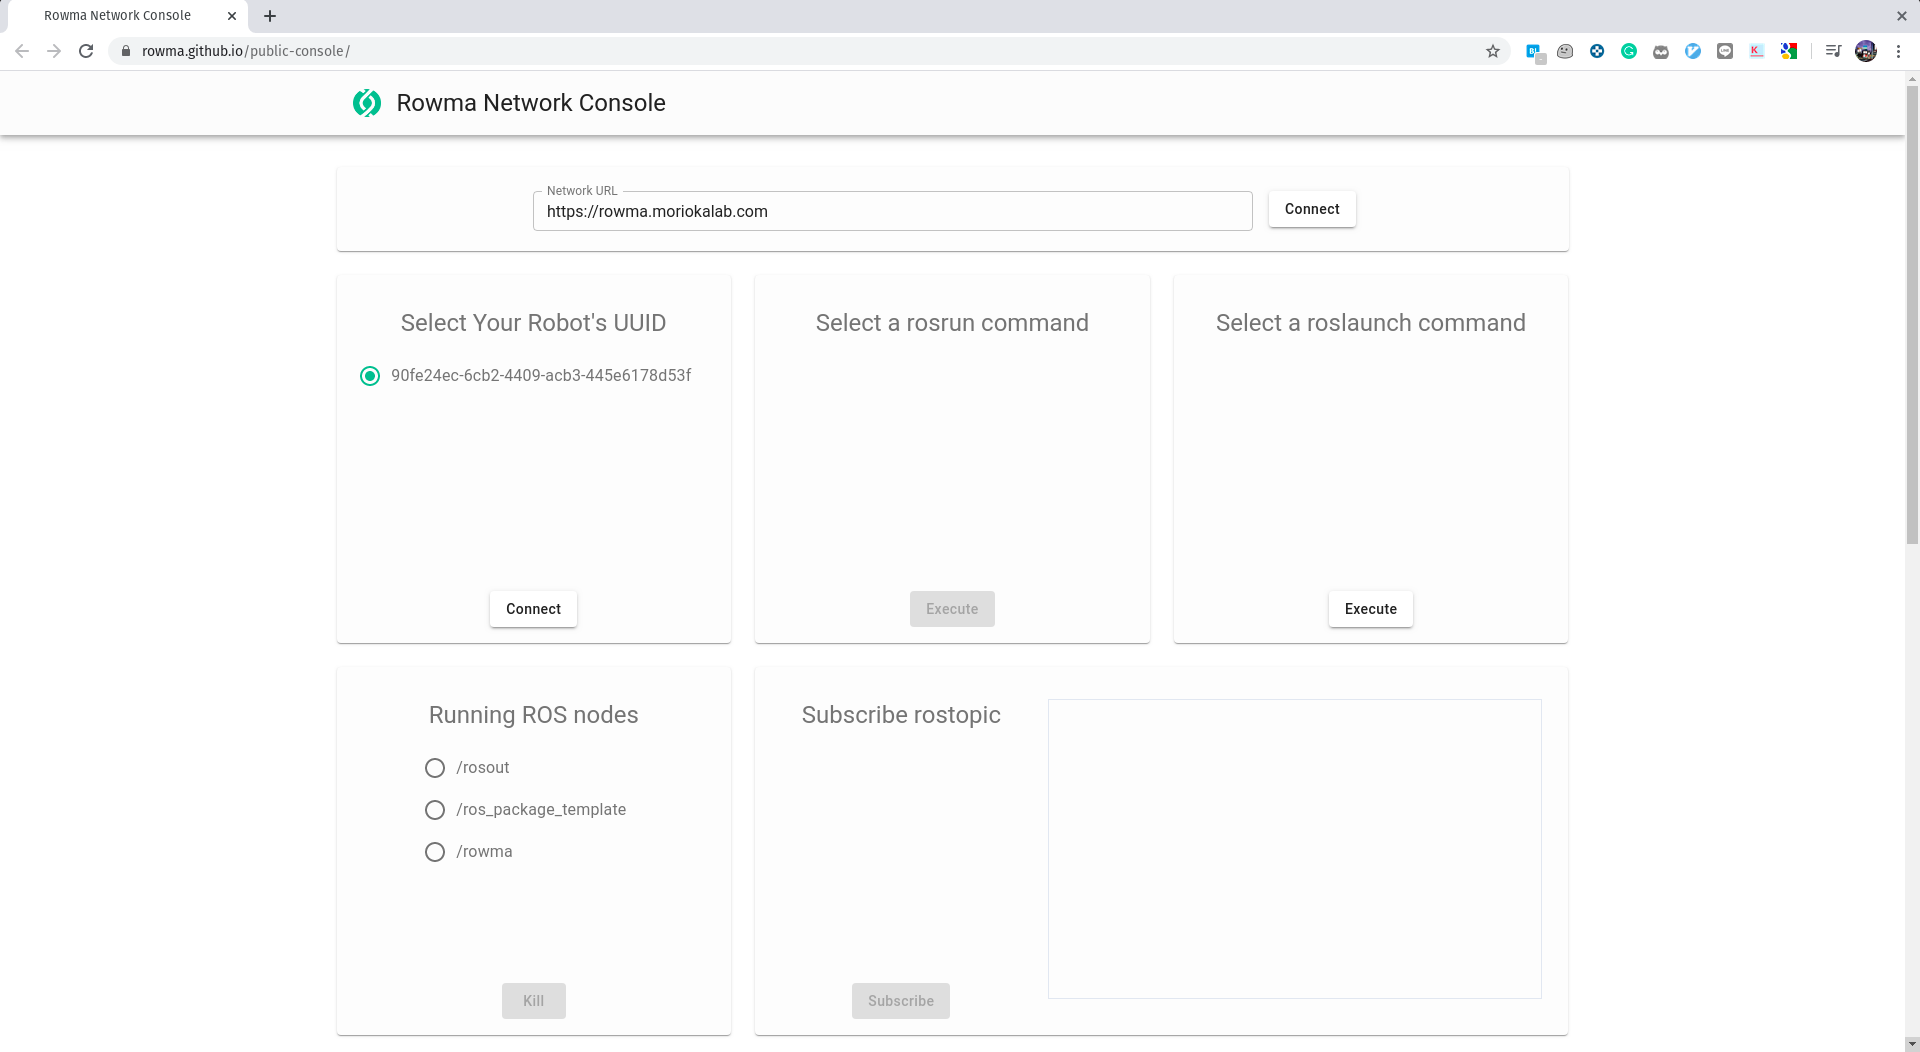 Rowma Network Console
rowma.github.io/public-console/
Rowma Network Console
Network URL
https://rowma.moriokalab.com
Connect
Select Your Robot's UUID
90fe24ec-6cb2-4409-acb3-445e6178d53f
Connect
Select a rosrun command
Execute
Select a roslaunch command
Execute
Running ROS nodes
/rosout
/ros_package_template
/rowma
Kill
Subscribe rostopic
Subscribe